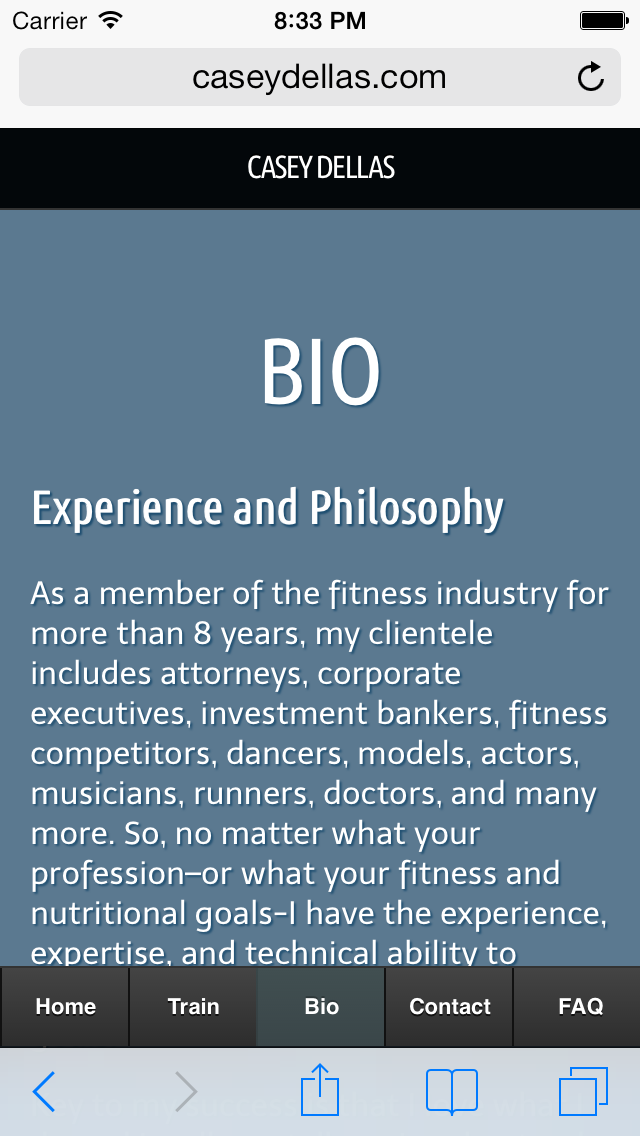 Carrier 8:33 PM
caseydellas.com
CASEY DELLAS
BIO
Experience and Philosophy
As a member of the fitness industry for
more than 8 years, my clientele
includes attorneys, corporate
executives, investment bankers, fitness
competitors, dancers, models, actors,
musicians, runners, doctors, and many
more. So, no matter what your
profession–or what your fitness and
nutritional goals–I have the experience,
expertise, and technical ability to
Home Train Bio Contact FAQ